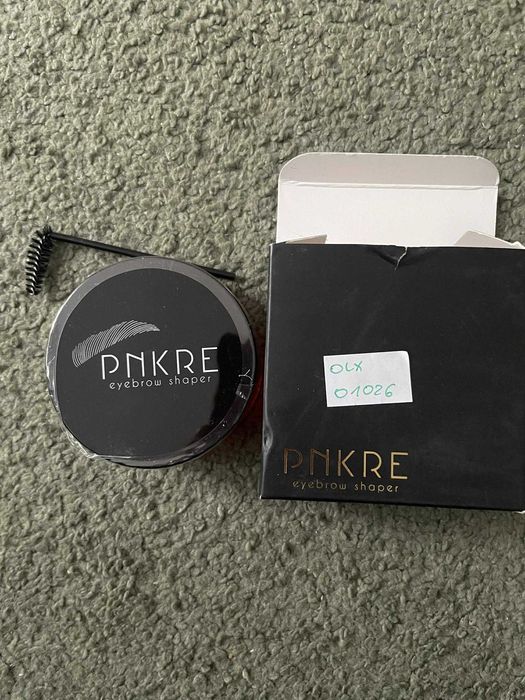 PNKRE
eyebrow shaper
OLX
01026
PNKRE
eyebrow shaper